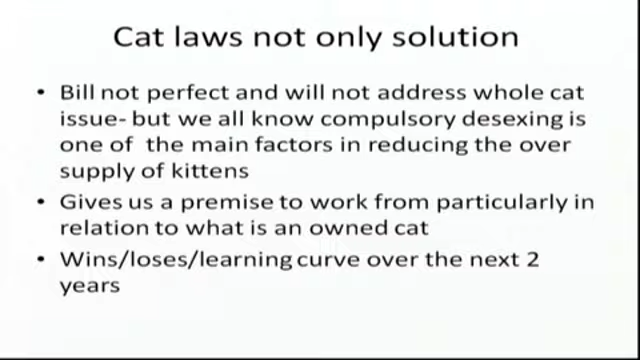 Cat laws not only solution
• Bill not perfect and will not address whole cat
issue- but we all know compulsory desexing is
one of the main factors in reducing the over
supply of kittens
• Gives us a premise to work from particularly in
relation to what is an owned cat
• Wins/loses/learning curve over the next 2
years